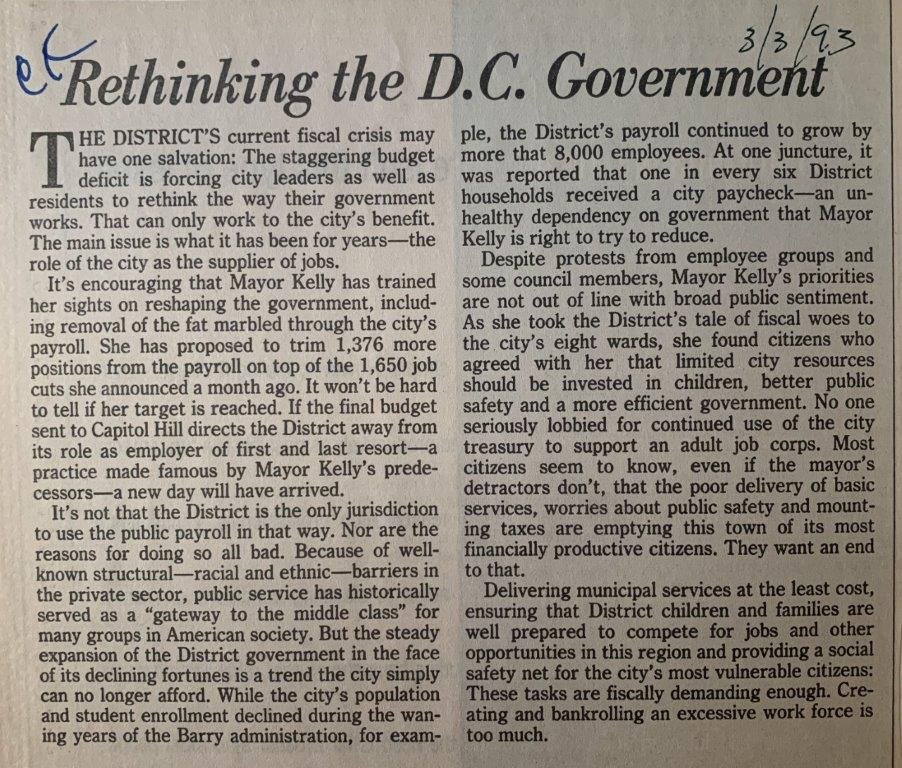 et
3/3/93
Rethinking the D.C. Government
THE DISTRICT'S current fiscal crisis may
have one salvation: The staggering budget
deficit is forcing city leaders as well as
residents to rethink the way their government
works. That can only work to the city's benefit.
The main issue is what it has been for years—the
role of the city as the supplier of jobs.
It's encouraging that Mayor Kelly has trained
her sights on reshaping the government, includ-
ing removal of the fat marbled through the city's
payroll. She has proposed to trim 1,376 more
positions from the payroll on top of the 1,650 job
cuts she announced a month ago. It won't be hard
to tell if her target is reached. If the final budget
sent to Capitol Hill directs the District away from
its role as employer of first and last resort—a
practice made famous by Mayor Kelly's prede-
cessors—a new day will have arrived.
It's not that the District is the only jurisdiction
to use the public payroll in that way. Nor are the
reasons for doing so all bad. Because of well-
known structural—racial and ethnic—barriers in
the private sector, public service has historically
served as a “gateway to the middle class” for
many groups in American society. But the steady
expansion of the District government in the face
of its declining fortunes is a trend the city simply
can no longer afford. While the city's population
and student enrollment declined during the wan-
ing years of the Barry administration, for exam-
ple, the District's payroll continued to grow by
more that 8,000 employees. At one juncture, it
was reported that one in every six District
households received a city paycheck—an un-
healthy dependency on government that Mayor
Kelly is right to try to reduce.
Despite protests from employee groups and
some council members, Mayor Kelly's priorities
are not out of line with broad public sentiment.
As she took the District's tale of fiscal woes to
the city's eight wards, she found citizens who
agreed with her that limited city resources
should be invested in children, better public
safety and a more efficient government. No one
seriously lobbied for continued use of the city
treasury to support an adult job corps. Most
citizens seem to know, even if the mayor's
detractors don't, that the poor delivery of basic
services, worries about public safety and mount-
ing taxes are emptying this town of its most
financially productive citizens. They want an end
to that.
Delivering municipal services at the least cost,
ensuring that District children and families are
well prepared to compete for jobs and other
opportunities in this region and providing a social
safety net for the city's most vulnerable citizens:
These tasks are fiscally demanding enough. Cre-
ating and bankrolling an excessive work force is
too much.